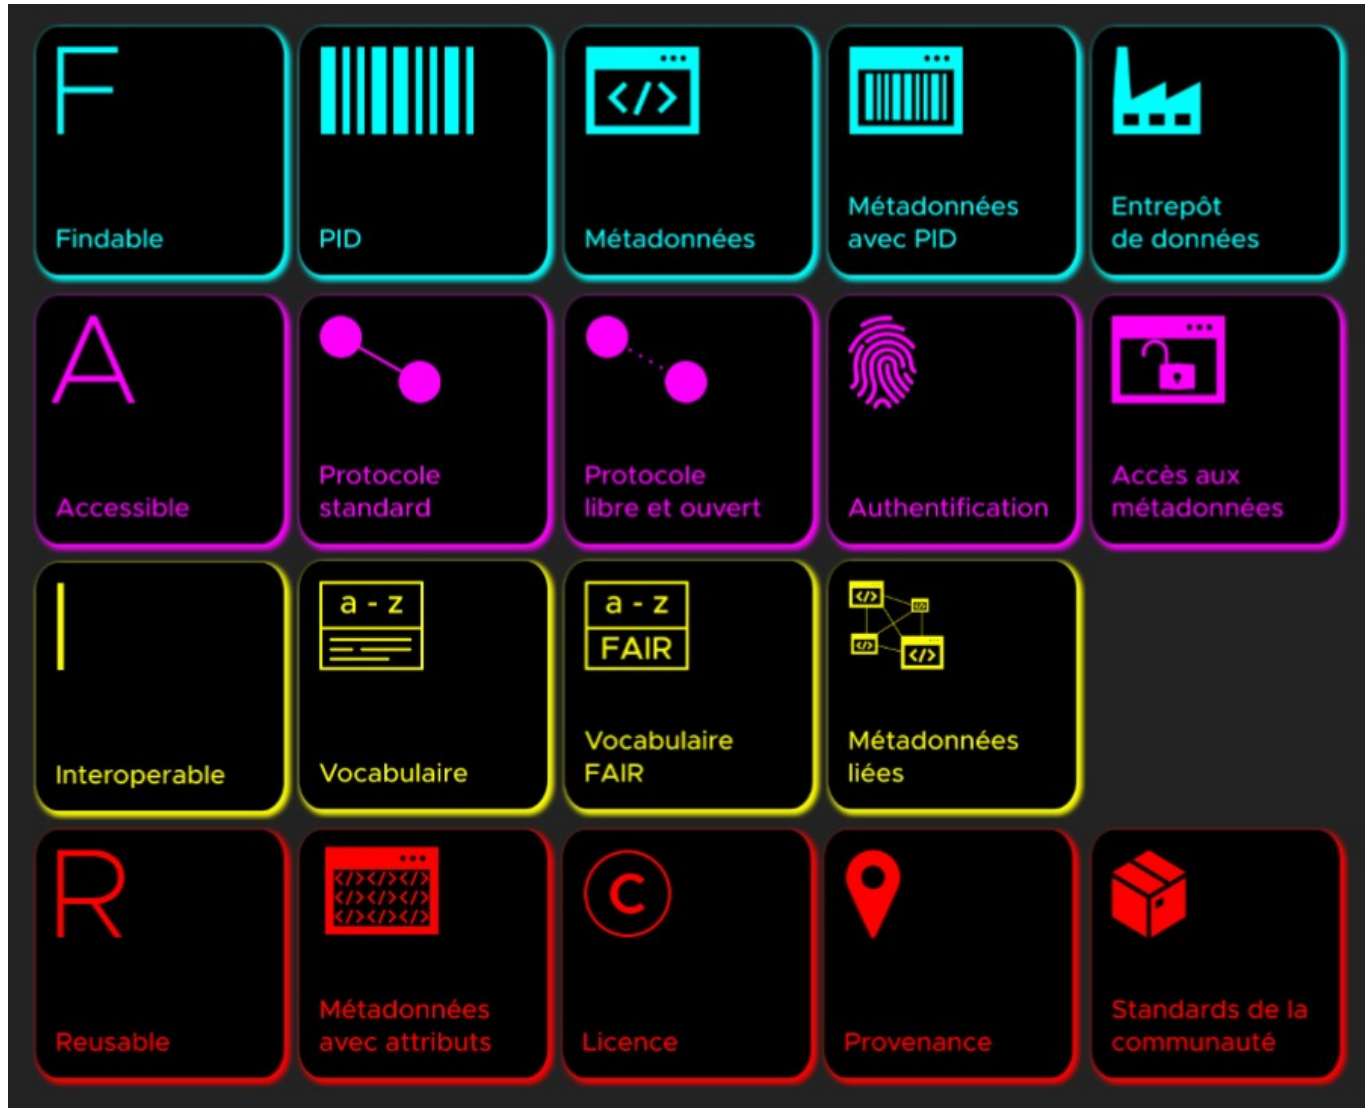 F
Findable
PID
</>
Métadonnées
Métadonnées
avec PID
Entrepôt
de données
A
Accessible
Protocole
standard
Protocole
libre et ouvert
Authentification
Accès aux
métadonnées
I
Interoperable
a - z
Vocabulaire
a - z
FAIR
Vocabulaire
FAIR
</>
</>
</>
</>
Métadonnées
liées
R
Reusable
</></></>
</></></>
</></></>
Métadonnées
avec attributs
C
Licence
Provenance
Standards de la
communauté